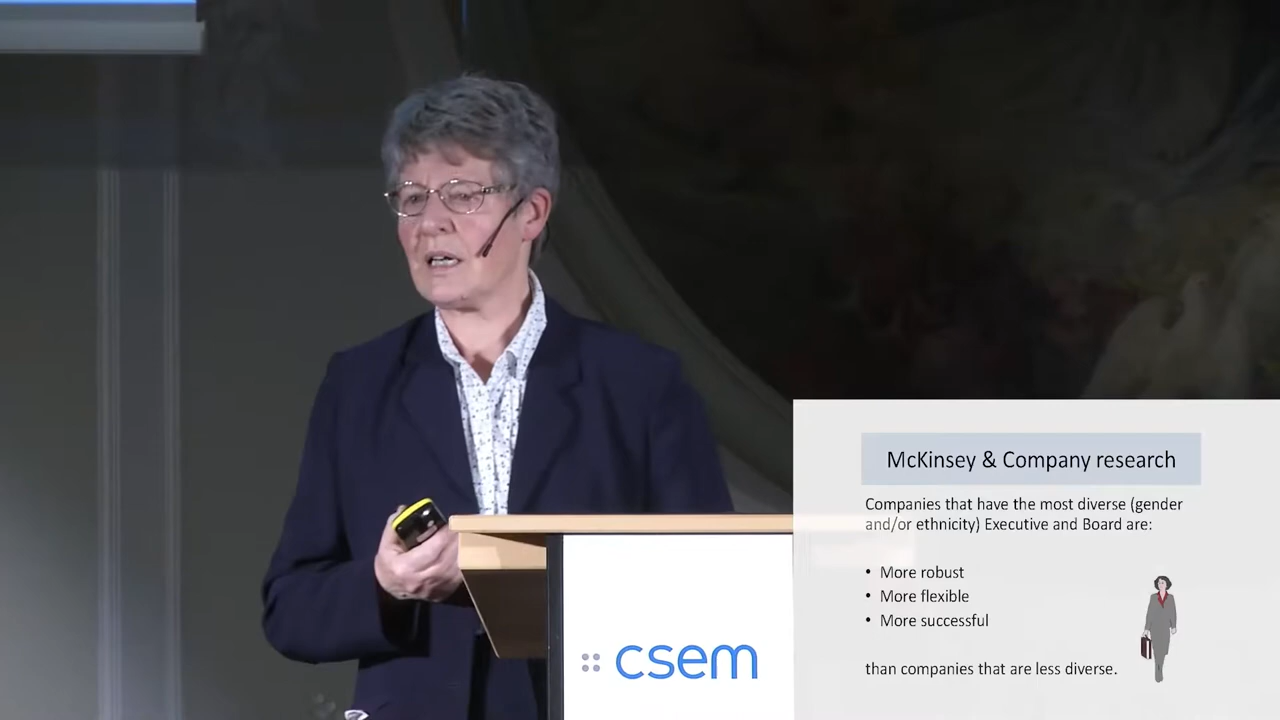 McKinsey & Company research
Companies that have the most diverse (gender
and/or ethnicity) Executive and Board are:
• More robust
• More flexible
• More successful
than companies that are less diverse.
csem